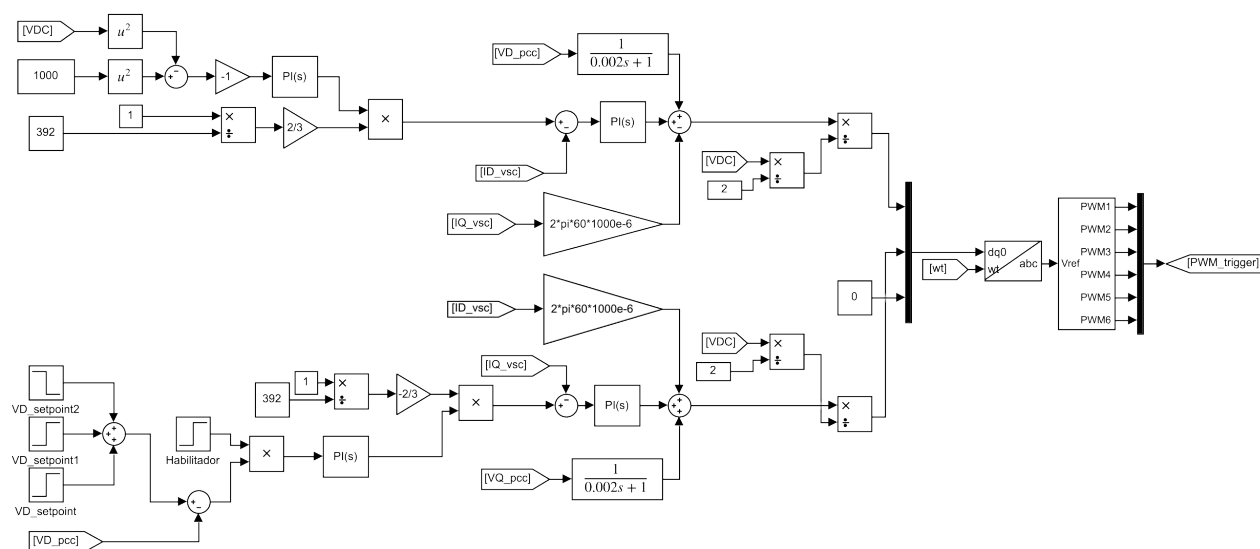 [VDC]
u²
1000
u²
-1
PI(s)
1
×
÷
392
2/3
×
[VD_pcc]
1
0.002s + 1
PI(s)
[ID_vsc]
[IQ_vsc]
2*pi*60*1000e-6
[VDC]
2
×
÷
×
÷
[wt]
dq0
wt
abc
Vref
PWM1
PWM2
PWM3
PWM4
PWM5
PWM6
[PWM_trigger]
0
[ID_vsc]
2*pi*60*1000e-6
[VDC]
2
×
÷
×
÷
[IQ_vsc]
PI(s)
1
392
×
÷
-2/3
×
VD_setpoint2
VD_setpoint1
VD_setpoint
Habilitador
×
PI(s)
[VQ_pcc]
1
0.002s + 1
[VD_pcc]